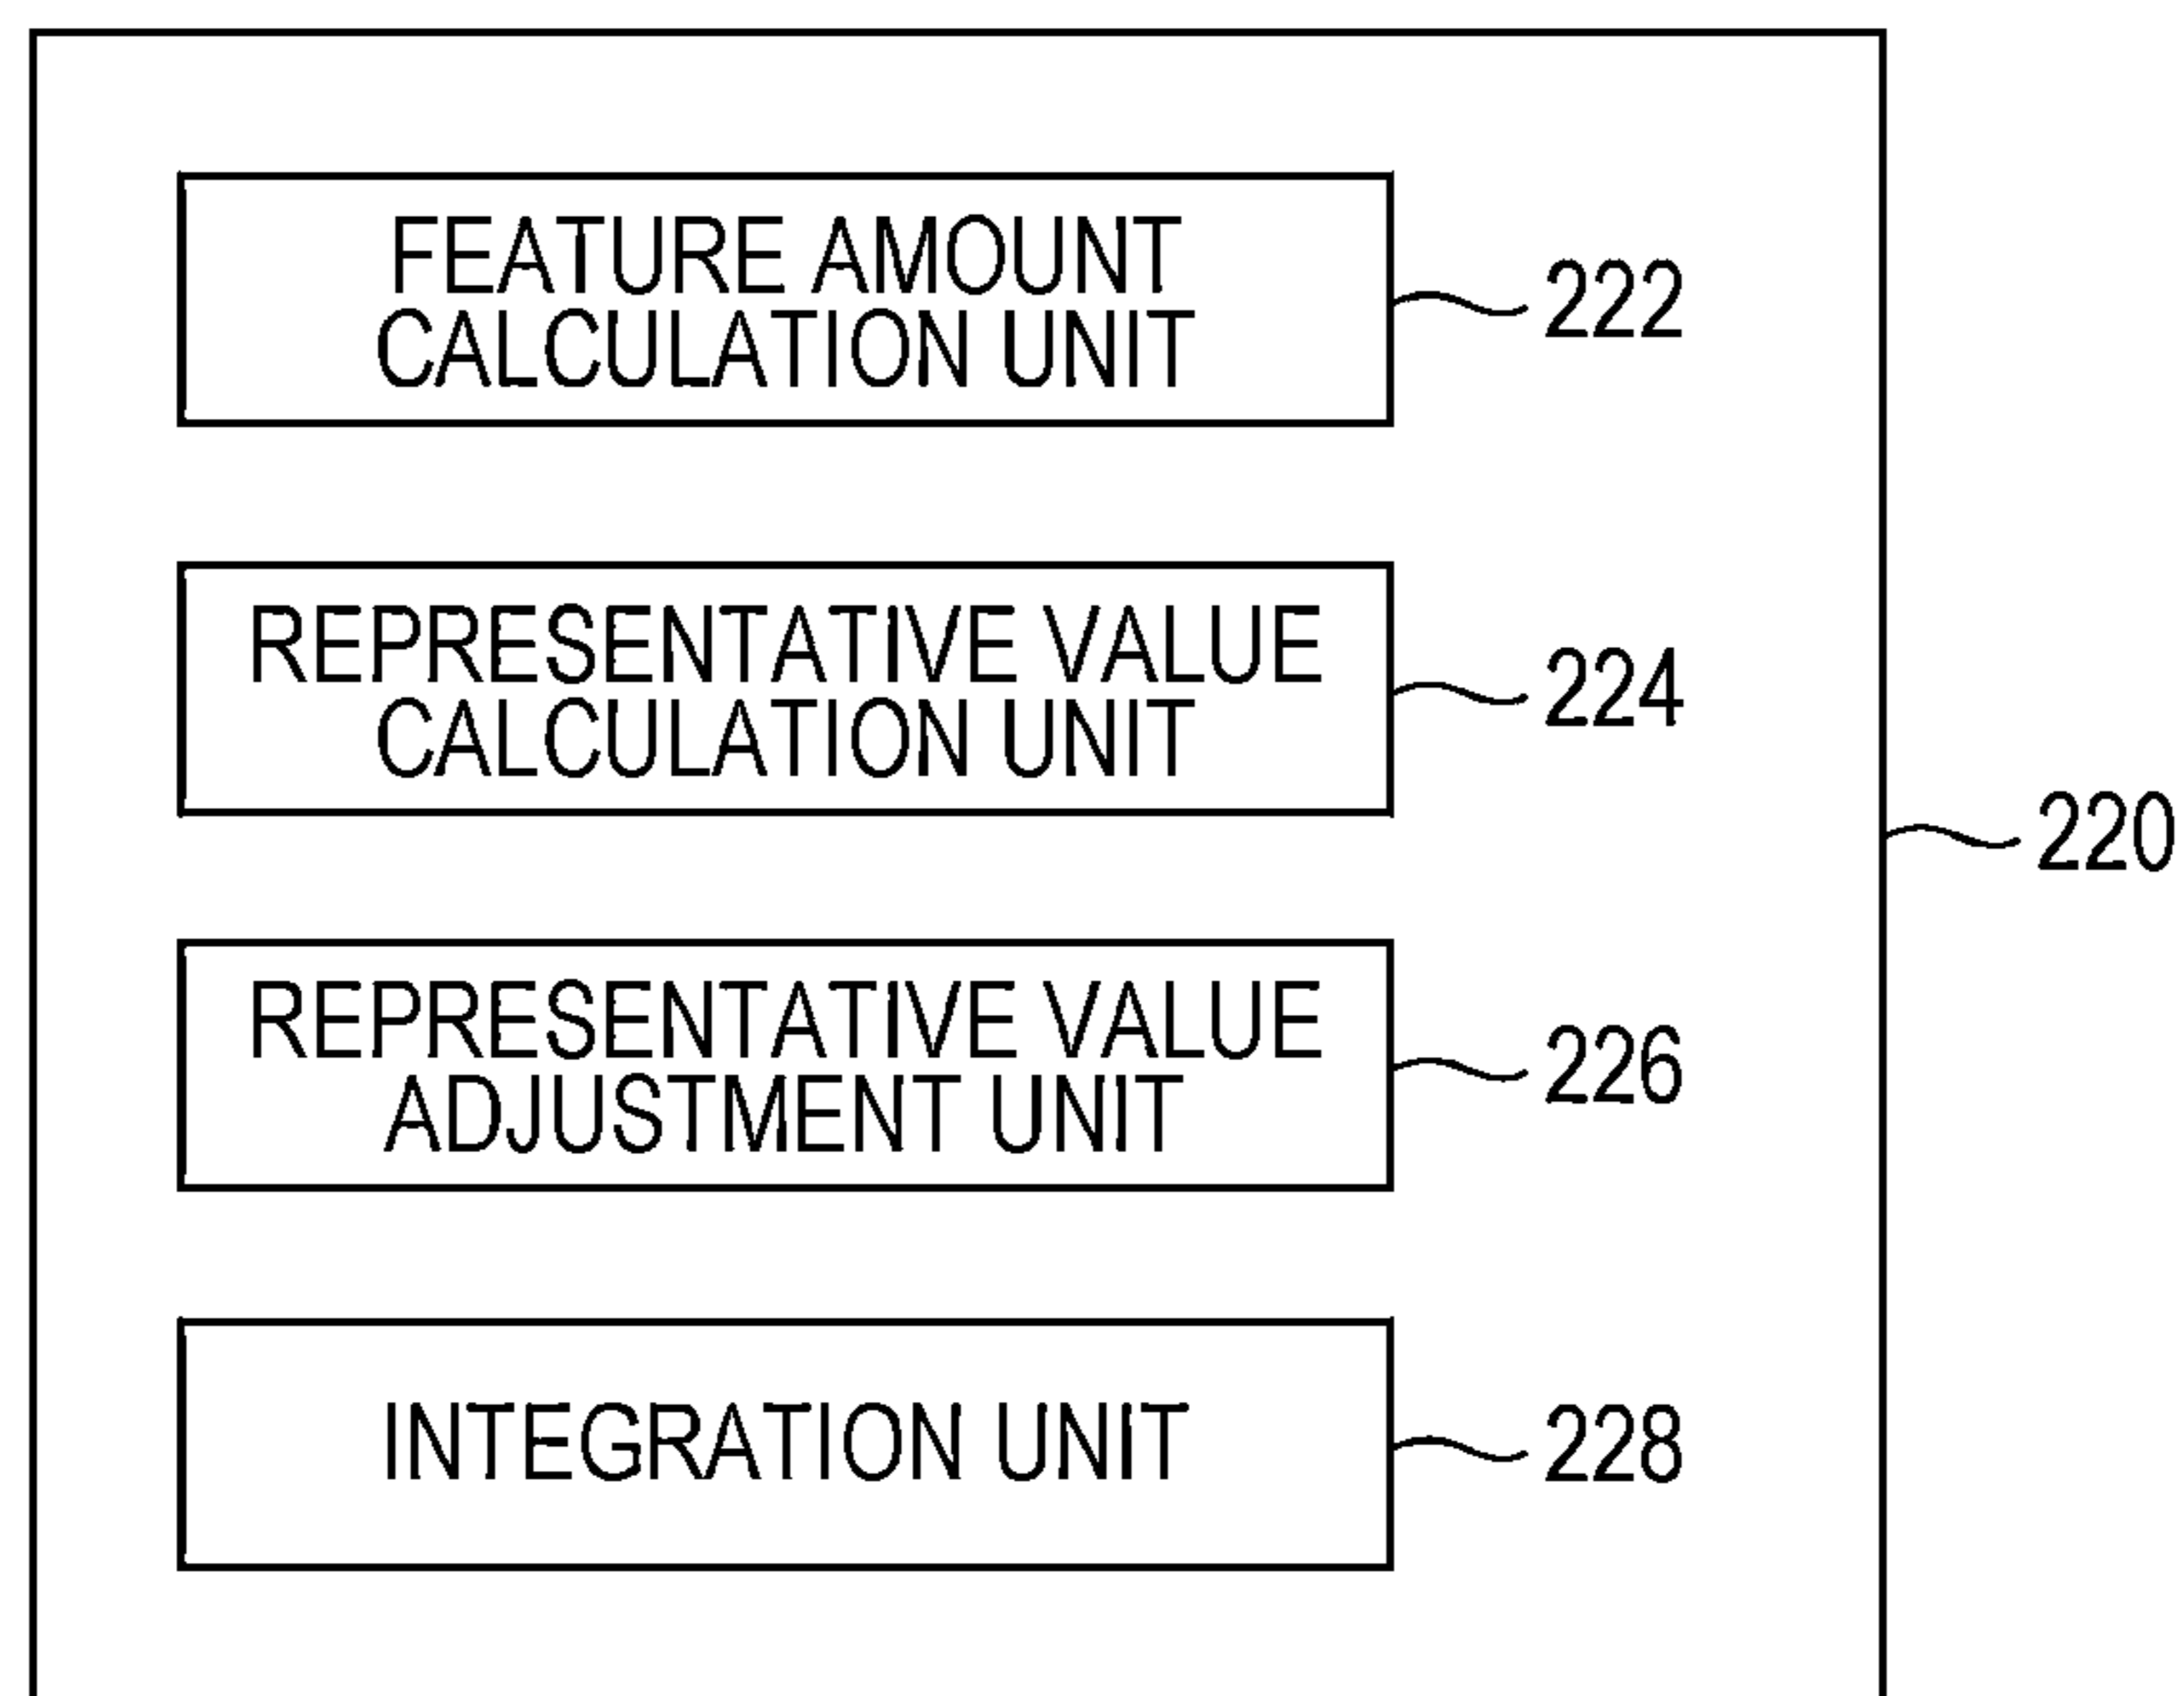 FEATURE AMOUNT
CALCULATION UNIT
222
REPRESENTATIVE VALUE
CALCULATION UNIT
224
220
REPRESENTATIVE VALUE
ADJUSTMENT UNIT
226
INTEGRATION UNIT
228